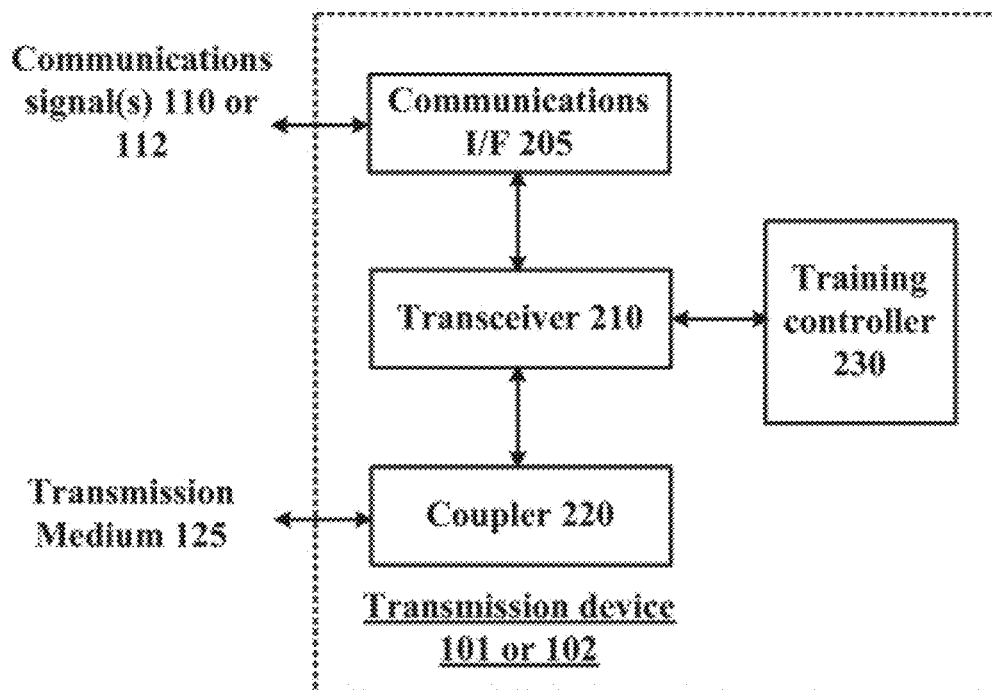 Communications
signal(s) 110 or
112
Communications
I/F 205
Transceiver 210
Training
controller
230
Transmission
Medium 125
Coupler 220
Transmission device
101 or 102